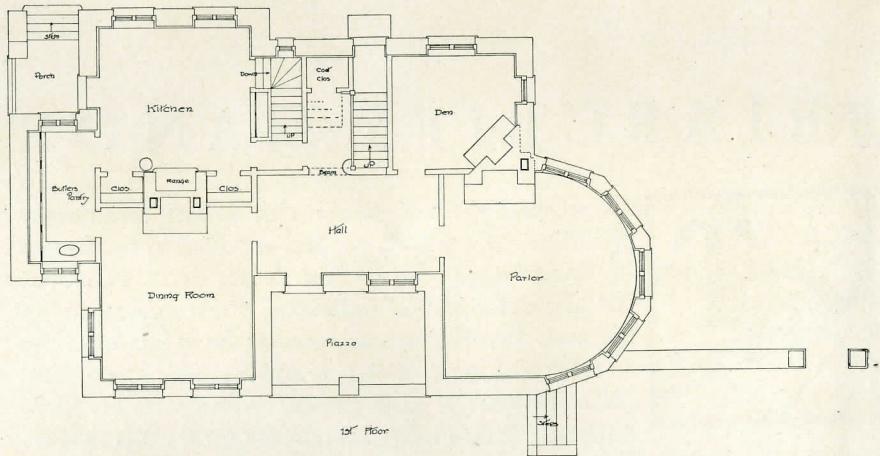 Steps
Porch
Kitchen
Down
UP
Coat
Clos
UP
Den
Butlers
Pantry
Clos
Range
Clos
Beam
Hall
Parlor
Dining Room
Piazza
Steps
1st Floor